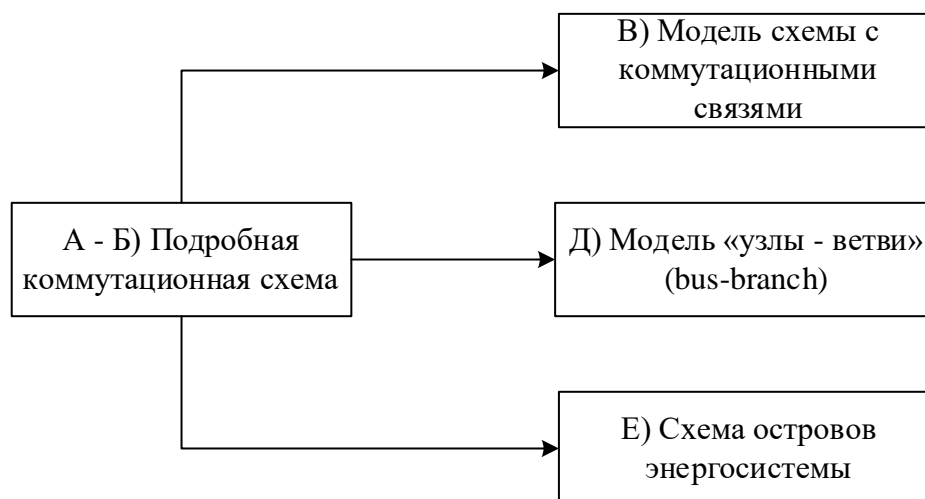 В) Модель схемы с
коммутационными
связями
А - Б) Подробная
коммутационная схема
Д) Модель «узлы - ветви»
(bus-branch)
Е) Схема островов
энергосистемы